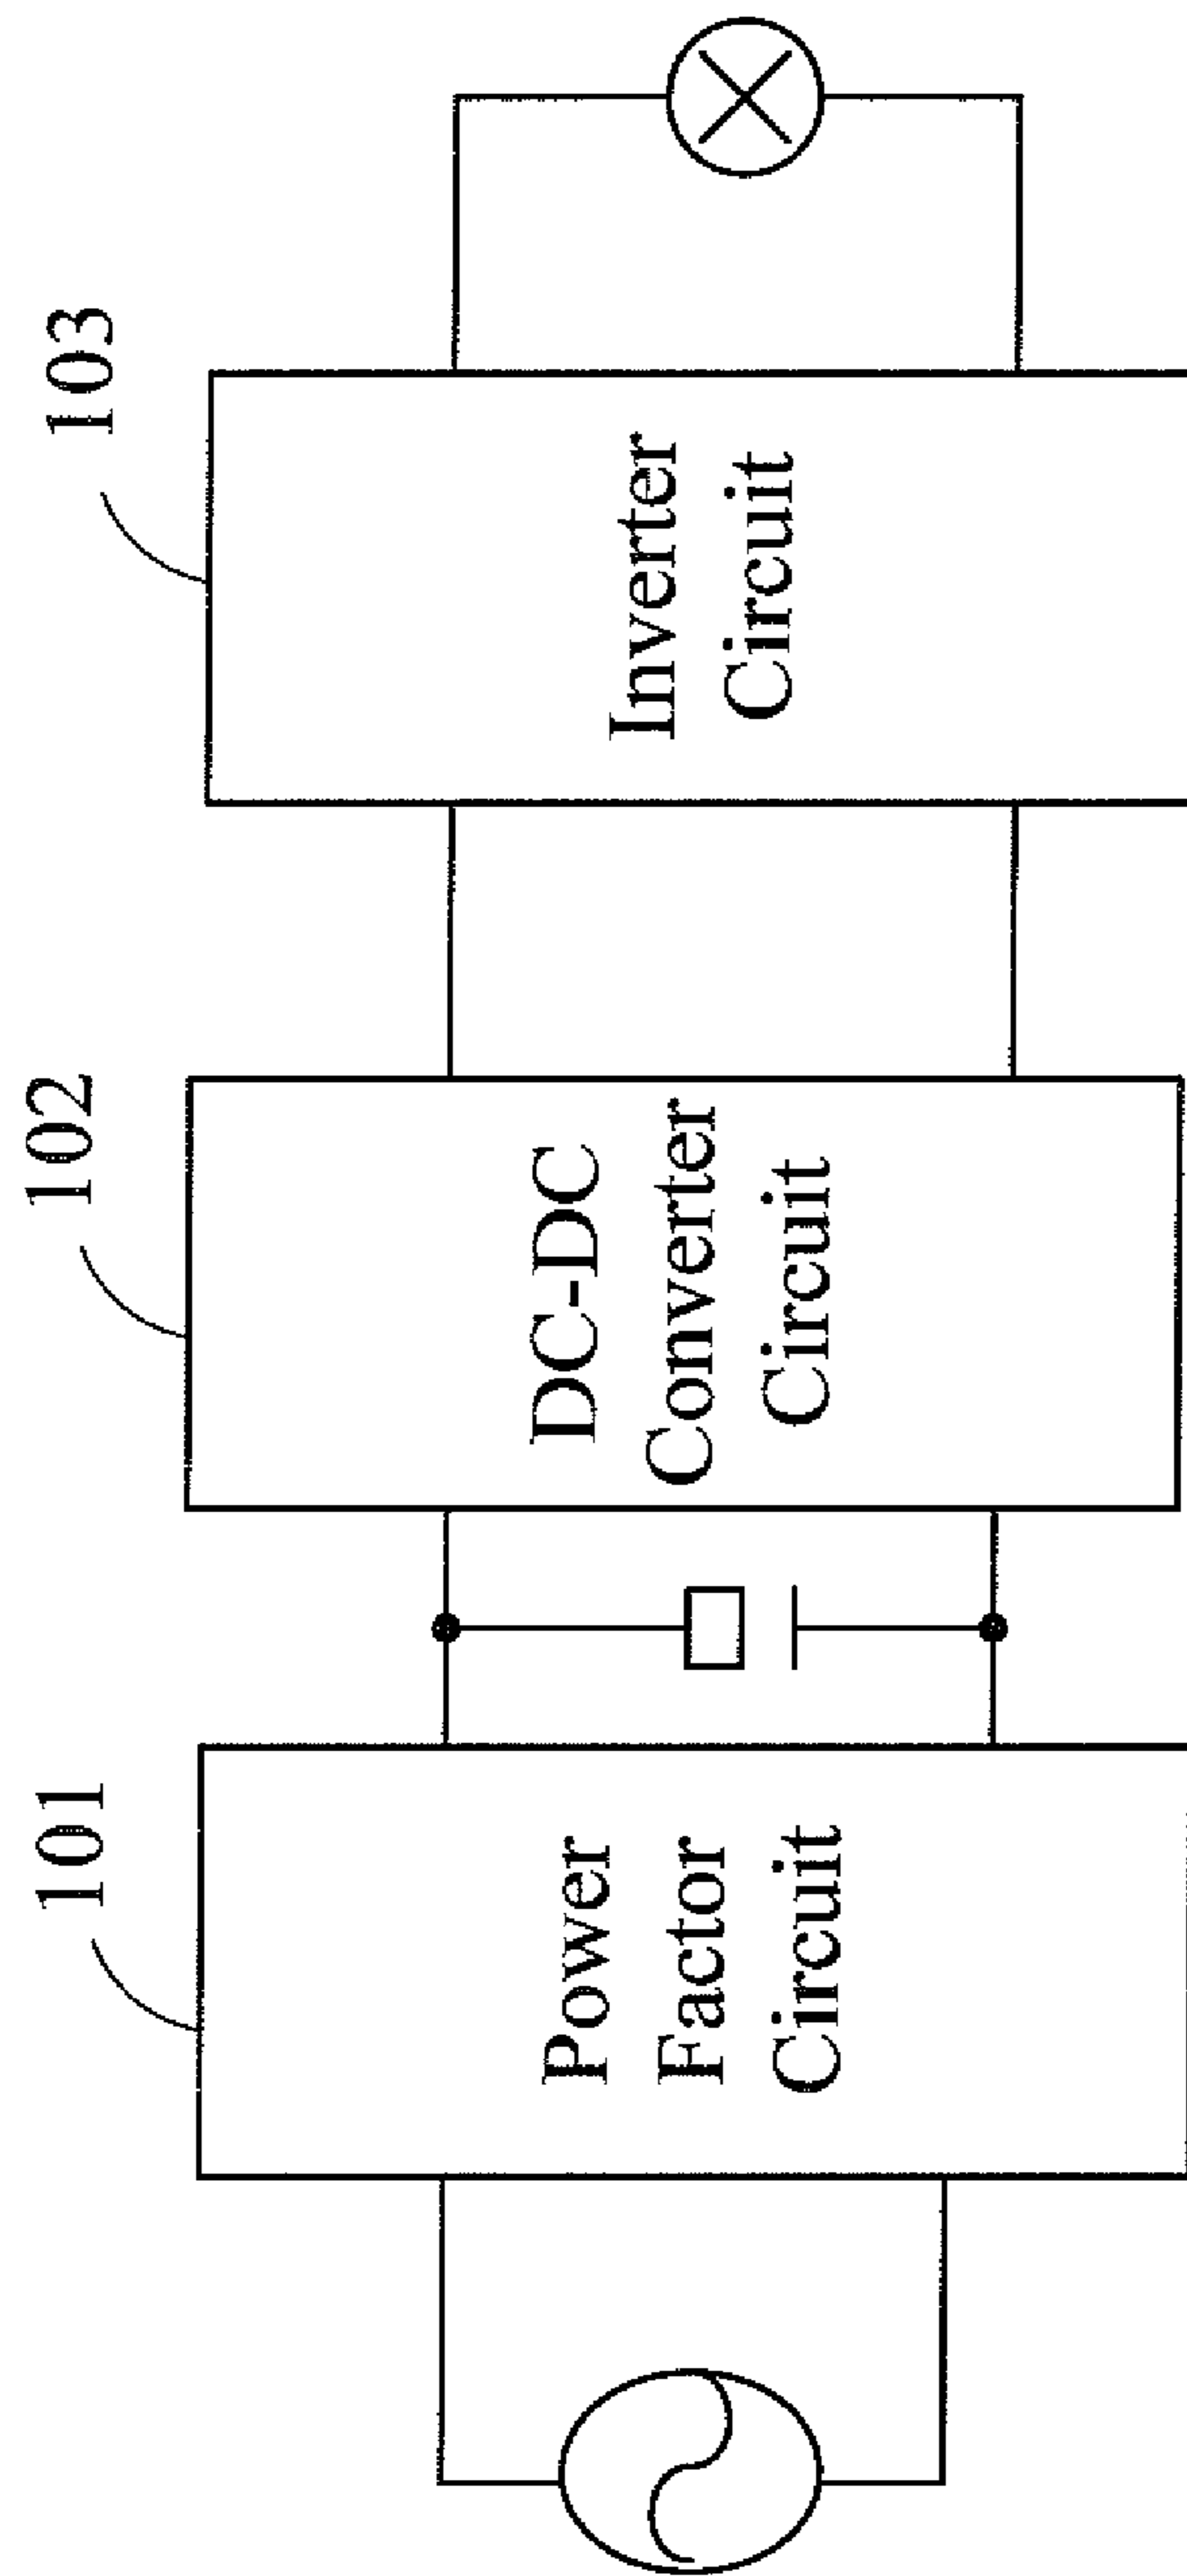 101
Power
Factor
Circuit
102
DC-DC
Converter
Circuit
103
Inverter
Circuit